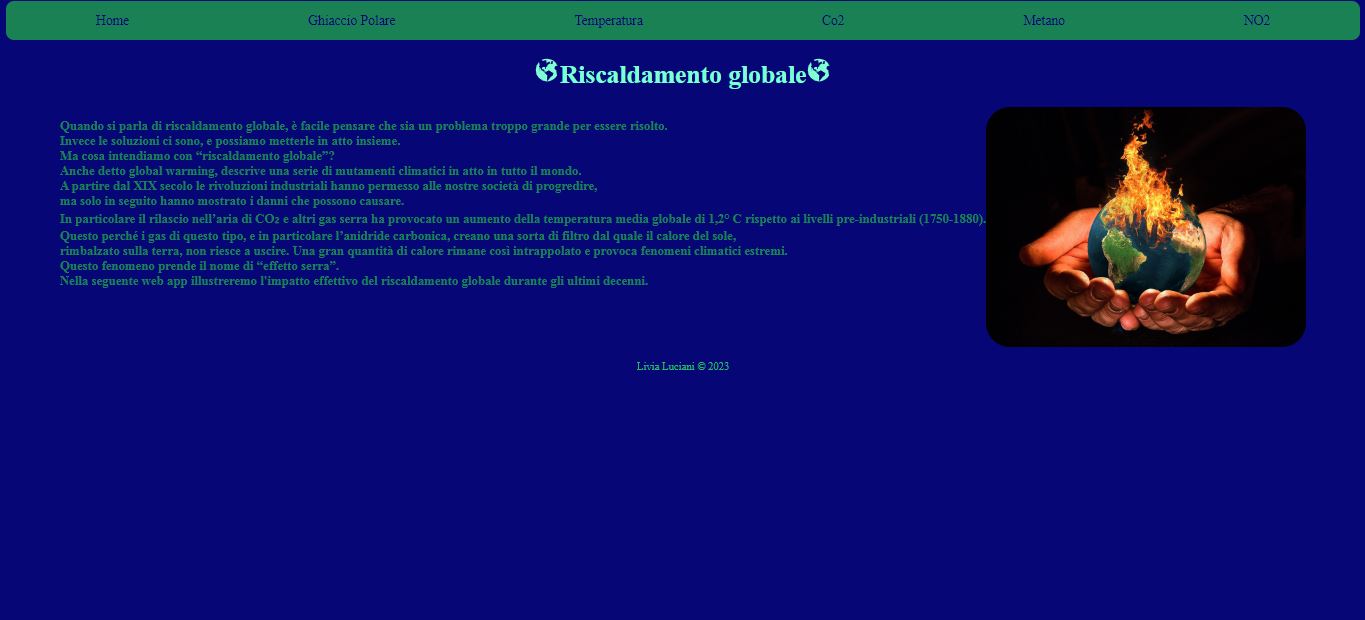 Home Ghiaccio Polare Temperatura Co2 Metano NO2
Riscaldamento globale
Quando si parla di riscaldamento globale, è facile pensare che sia un problema troppo grande per essere risolto.
Invece le soluzioni ci sono, e possiamo metterle in atto insieme.
Ma cosa intendiamo con “riscaldamento globale”?
Anche detto global warming, descrive una serie di mutamenti climatici in atto in tutto il mondo.
A partire dal XIX secolo le rivoluzioni industriali hanno permesso alle nostre società di progredire,
ma solo in seguito hanno mostrato i danni che possono causare.
In particolare il rilascio nell’aria di CO₂ e altri gas serra ha provocato un aumento della temperatura media globale di 1,2° C rispetto ai livelli pre-industriali (1750-1880).
Questo perché i gas di questo tipo, e in particolare l’anidride carbonica, creano una sorta di filtro dal quale il calore del sole,
rimbalzato sulla terra, non riesce a uscire. Una gran quantità di calore rimane così intrappolato e provoca fenomeni climatici estremi.
Questo fenomeno prende il nome di “effetto serra”.
Nella seguente web app illustreremo l'impatto effettivo del riscaldamento globale durante gli ultimi decenni.
Livia Luciani © 2023